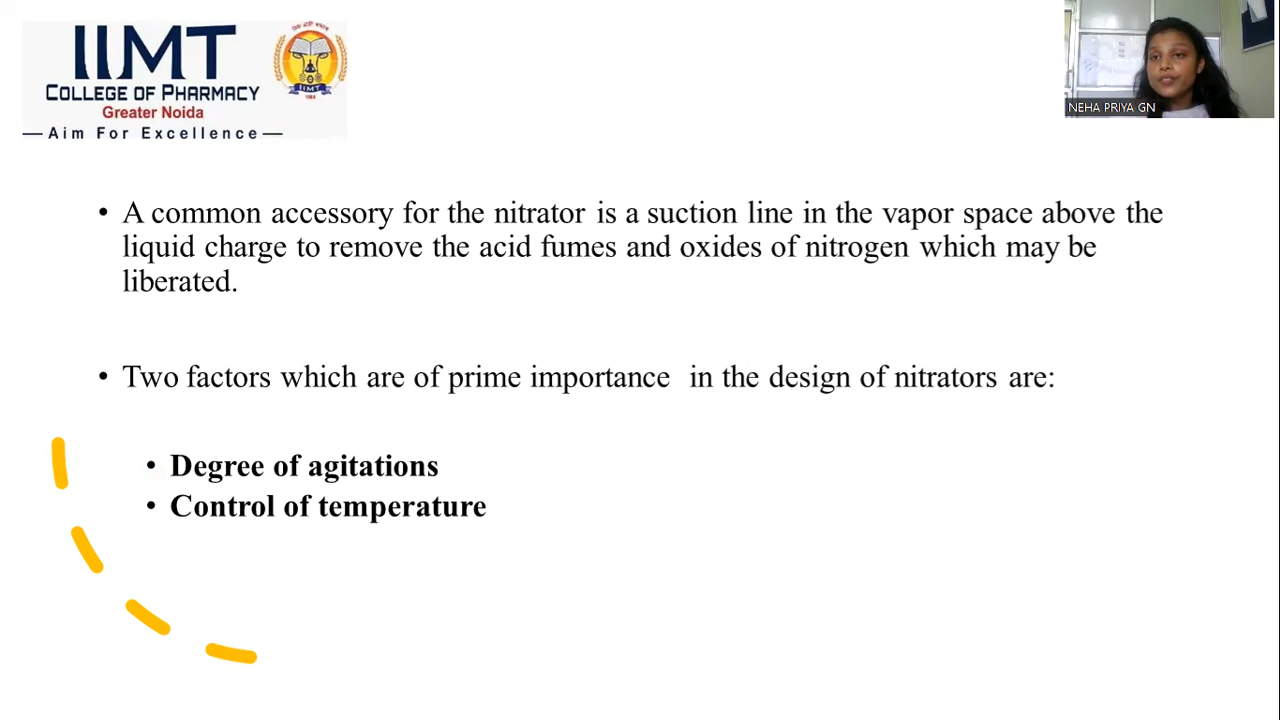 IIMT
COLLEGE OF PHARMACY
Greater Noida
—Aim For Excellence—
IIMT
NEHA PRIYA GN
• A common accessory for the nitrator is a suction line in the vapor space above the
liquid charge to remove the acid fumes and oxides of nitrogen which may be
liberated.
• Two factors which are of prime importance in the design of nitrators are:
• Degree of agitations
• Control of temperature